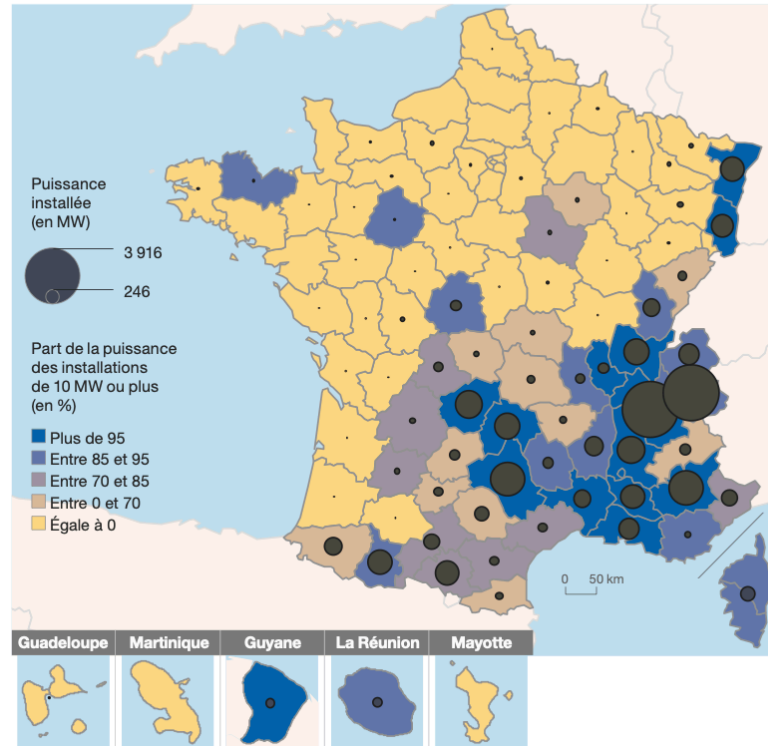 Puissance
installée
(en MW)
3 916
246
Part de la puissance
des installations
de 10 MW ou plus
(en %)
Plus de 95
Entre 85 et 95
Entre 70 et 85
Entre 0 et 70
Égale à 0
0 50 km
Guadeloupe Martinique Guyane La Réunion Mayotte